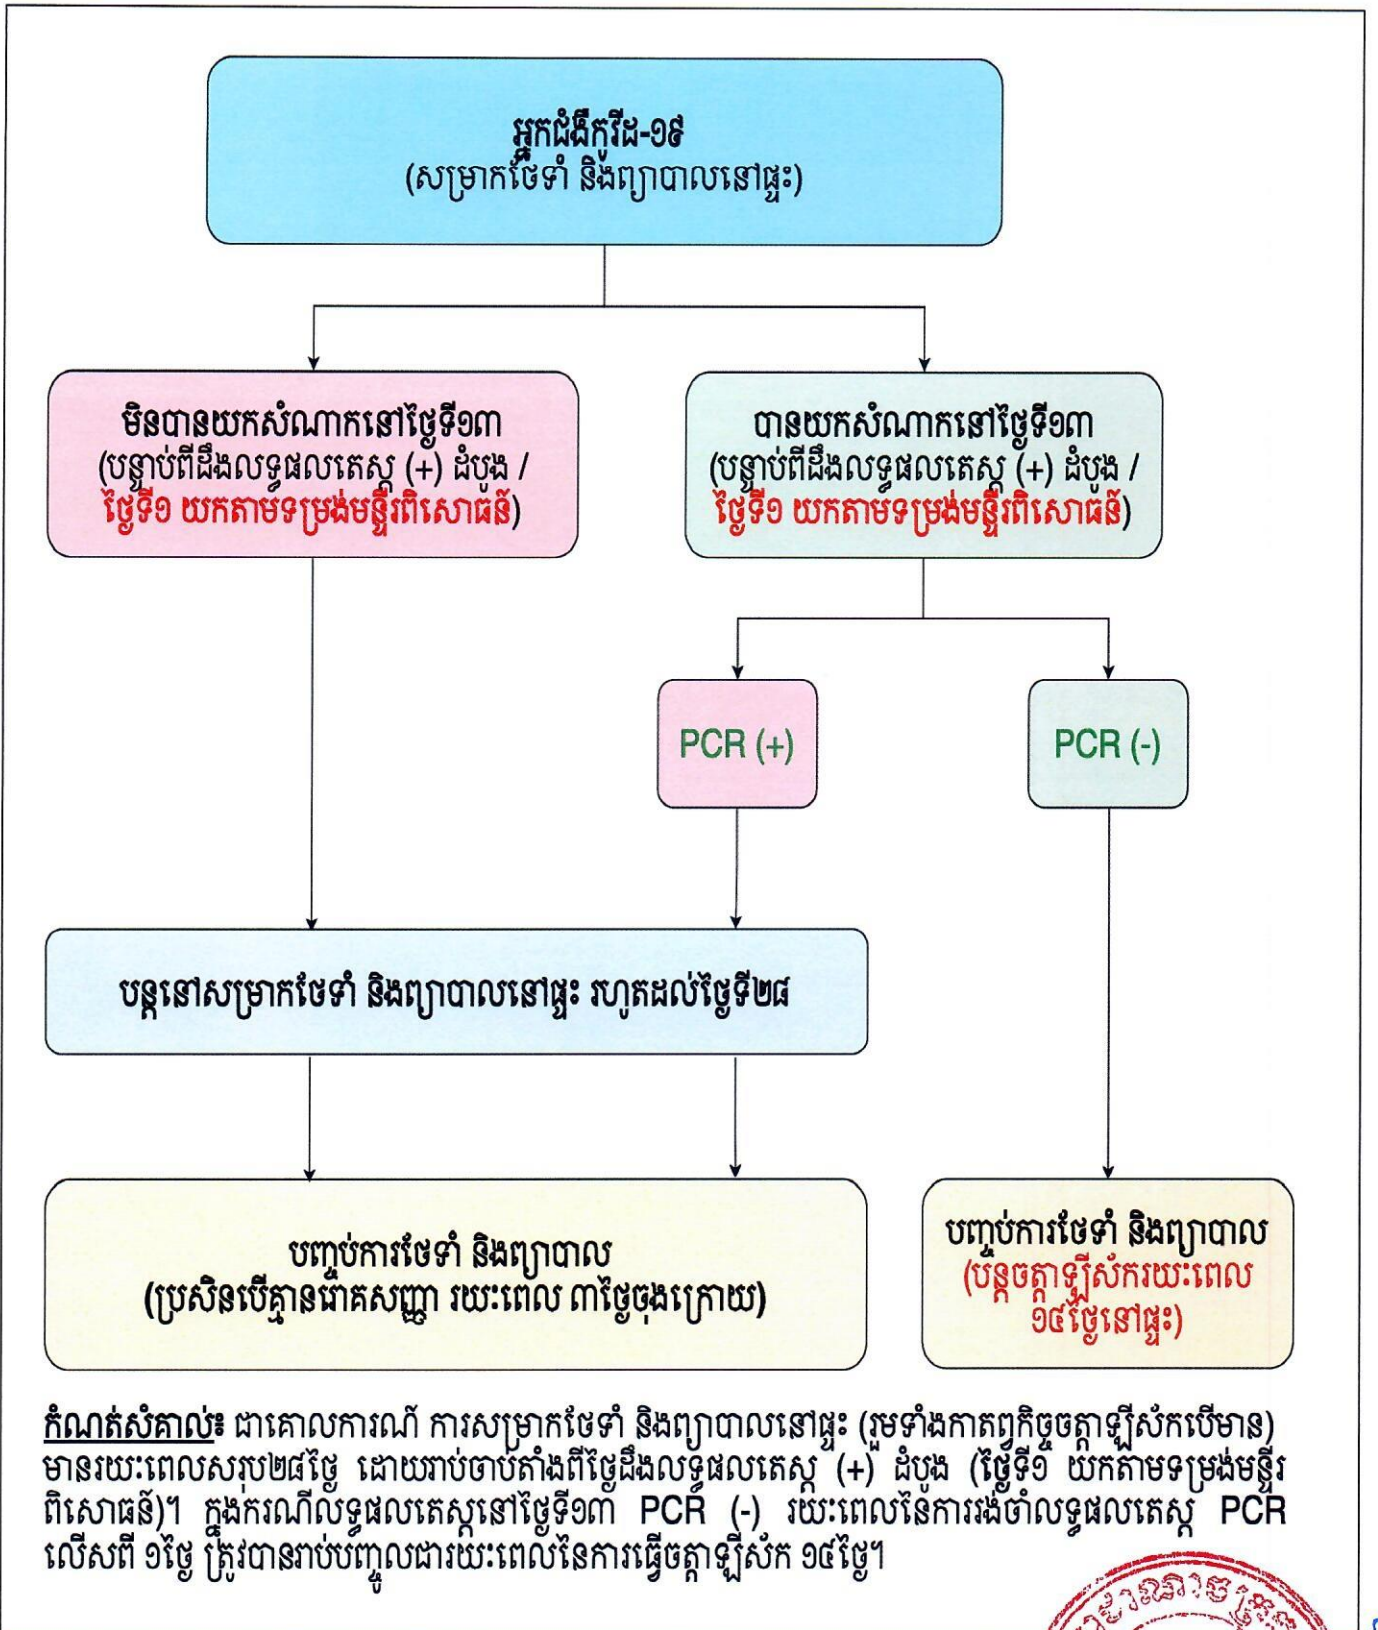 អ្នកជំងឺកូវីដ-១៩
(សម្រាកថែទាំ និងព្យាបាលនៅផ្ទះ)
មិនបានយកសំណាកនៅថ្ងៃទី១៣
(បន្ទាប់ពីដឹងលទ្ធផលតេស្ត (+) ដំបូង /
ថ្ងៃទី១ យកតាមទម្រង់មន្ទីរពិសោធន៍)
បានយកសំណាកនៅថ្ងៃទី១៣
(បន្ទាប់ពីដឹងលទ្ធផលតេស្ត (+) ដំបូង /
ថ្ងៃទី១ យកតាមទម្រង់មន្ទីរពិសោធន៍)
PCR (+)
PCR (-)
បន្តនៅសម្រាកថែទាំ និងព្យាបាលនៅផ្ទះ រហូតដល់ថ្ងៃទី២៨
បញ្ចប់ការថែទាំ និងព្យាបាល
(ប្រសិនបើគ្មានរោគសញ្ញា រយៈពេល ៣ថ្ងៃចុងក្រោយ)
បញ្ចប់ការថែទាំ និងព្យាបាល
(បន្តចត្តាឡីស័ករយៈពេល
១៤ថ្ងៃនៅផ្ទះ)
កំណត់សំគាល់៖ ជាគោលការណ៍ ការសម្រាកថែទាំ និងព្យាបាលនៅផ្ទះ (រួមទាំងកាតព្វកិច្ចចត្តាឡីស័កបើមាន)
មានរយៈពេលសរុប២៨ថ្ងៃ ដោយរាប់ចាប់តាំងពីថ្ងៃដឹងលទ្ធផលតេស្ត (+) ដំបូង (ថ្ងៃទី១ យកតាមទម្រង់មន្ទីរ
ពិសោធន៍)។ ក្នុងករណីលទ្ធផលតេស្តនៅថ្ងៃទី១៣ PCR (-) រយៈពេលនៃការរង់ចាំលទ្ធផលតេស្ត PCR
លើសពី ១ថ្ងៃ ត្រូវបានរាប់បញ្ចូលជារយៈពេលនៃការធ្វើចត្តាឡីស័ក ១៤ថ្ងៃ។